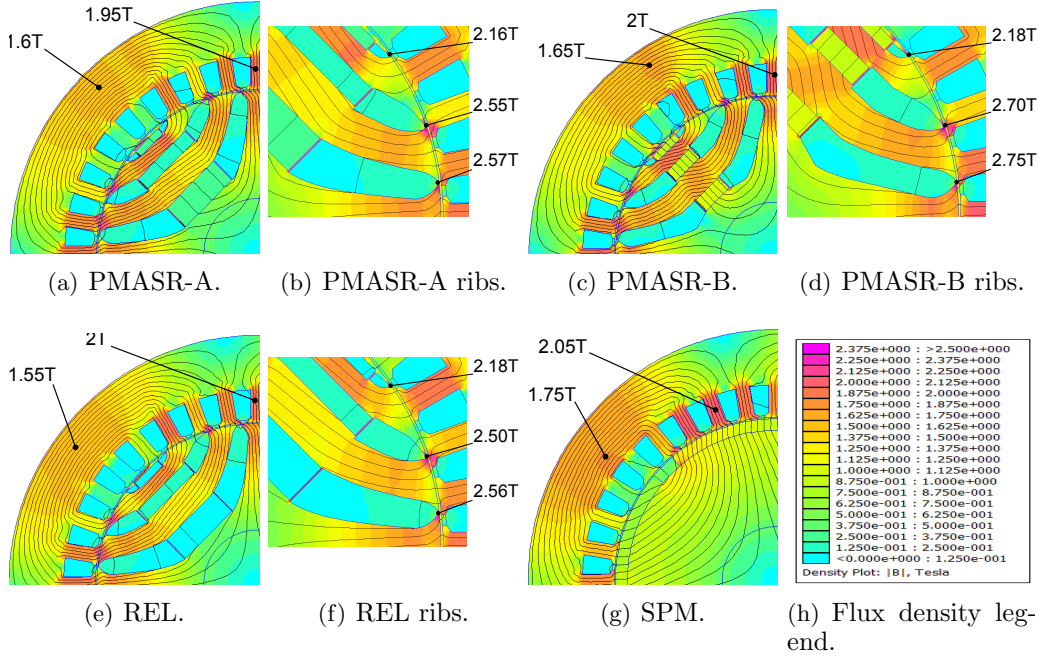 1.95T
1.6T
2.16T
2.55T
2.57T
2T
1.65T
2.18T
2.70T
2.75T
(a) PMASR-A.
(b) PMASR-A ribs.
(c) PMASR-B.
(d) PMASR-B ribs.
2T
1.55T
2.18T
2.50T
2.56T
2.05T
1.75T
2.375e+000 : >2.500e+000
2.250e+000 : 2.375e+000
2.125e+000 : 2.250e+000
2.000e+000 : 2.125e+000
1.875e+000 : 2.000e+000
1.750e+000 : 1.875e+000
1.625e+000 : 1.750e+000
1.500e+000 : 1.625e+000
1.375e+000 : 1.500e+000
1.250e+000 : 1.375e+000
1.125e+000 : 1.250e+000
1.000e+000 : 1.125e+000
8.750e-001 : 1.000e+000
7.500e-001 : 8.750e-001
6.250e-001 : 7.500e-001
5.000e-001 : 6.250e-001
3.750e-001 : 5.000e-001
2.500e-001 : 3.750e-001
1.250e-001 : 2.500e-001
<0.000e+000 : 1.250e-001
Density Plot: |B|, Tesla
(e) REL.
(f) REL ribs.
(g) SPM.
(h) Flux density leg-
end.